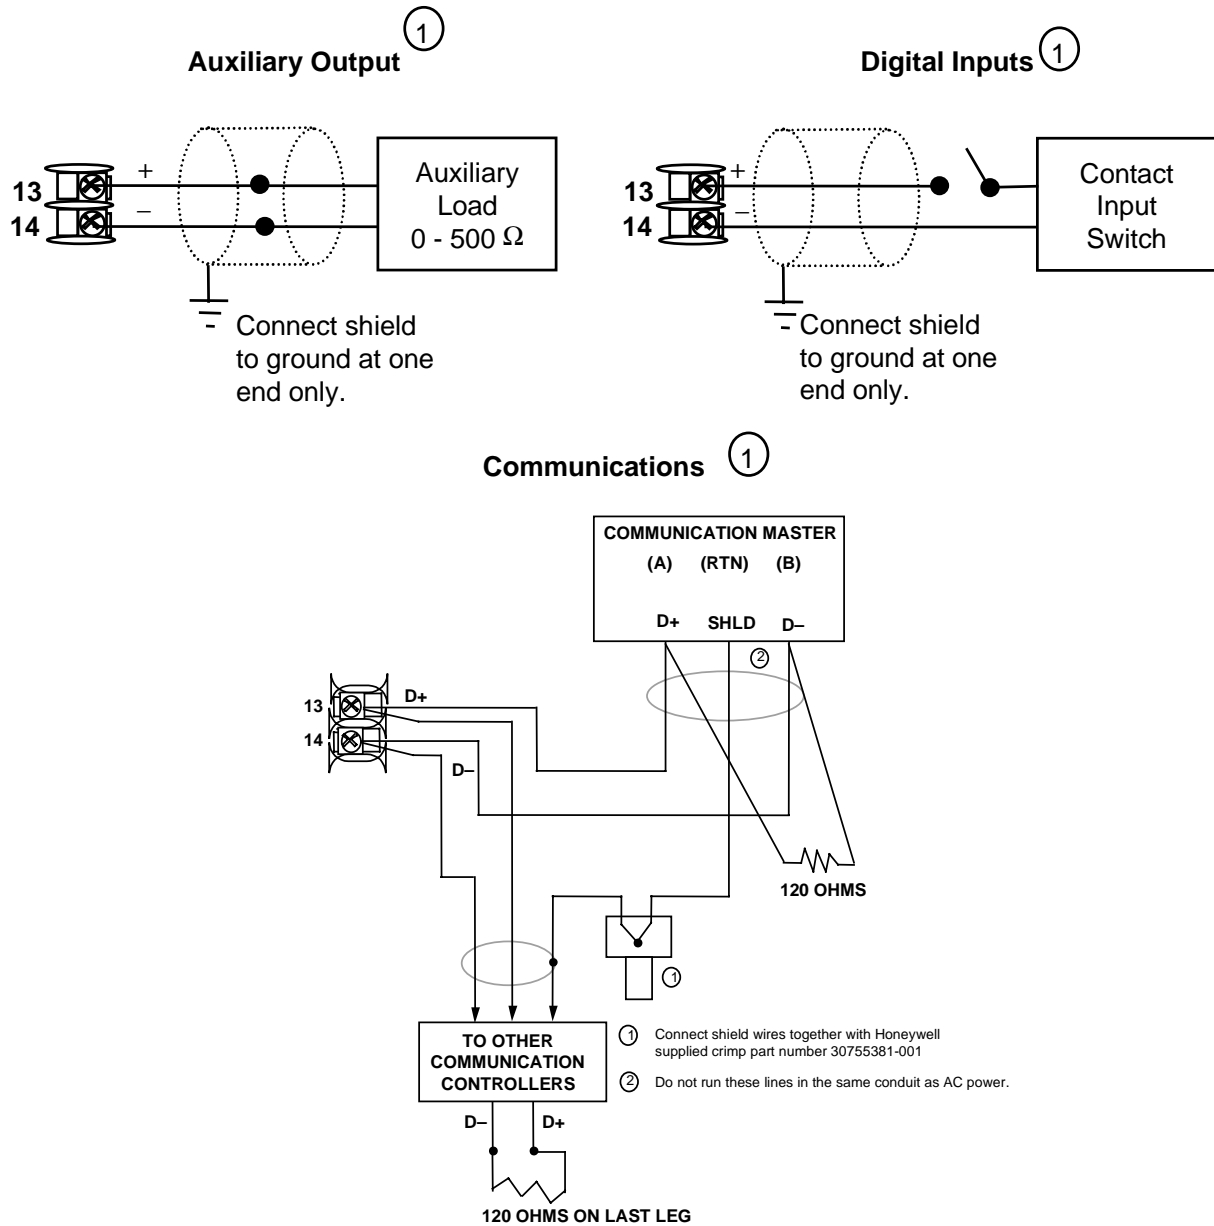 Auxiliary Output 1
13
14
+
–
Auxiliary
Load
0 - 500 Ω
Connect shield
to ground at one
end only.
Digital Inputs 1
13
14
+
–
Contact
Input
Switch
Connect shield
to ground at one
end only.
Communications 1
COMMUNICATION MASTER
(A) (RTN) (B)
D+ SHLD D–
2
13
14
D+
D–
120 OHMS
1
TO OTHER
COMMUNICATION
CONTROLLERS
D– D+
120 OHMS ON LAST LEG
1 Connect shield wires together with Honeywell
supplied crimp part number 30755381-001
2 Do not run these lines in the same conduit as AC power.